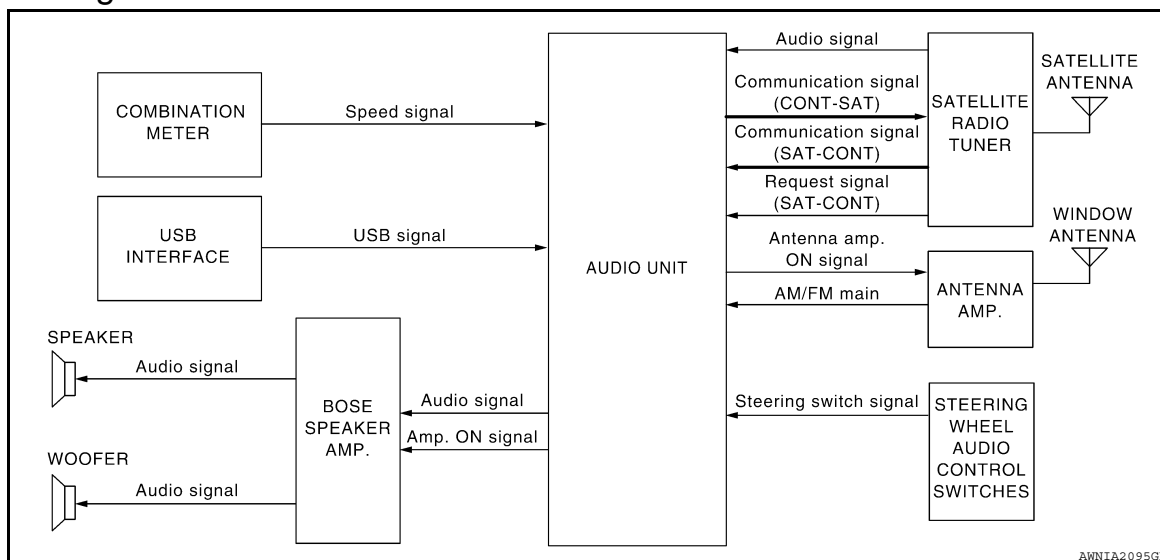 COMBINATION
METER
Speed signal
USB
INTERFACE
USB signal
SPEAKER
Audio signal
WOOFER
Audio signal
BOSE
SPEAKER
AMP.
Audio signal
Amp. ON signal
AUDIO UNIT
Audio signal
Communication signal
(CONT-SAT)
Communication signal
(SAT-CONT)
Request signal
(SAT-CONT)
SATELLITE
RADIO
TUNER
SATELLITE
ANTENNA
Antenna amp.
ON signal
AM/FM main
ANTENNA
AMP.
WINDOW
ANTENNA
Steering switch signal
STEERING
WHEEL
AUDIO
CONTROL
SWITCHES